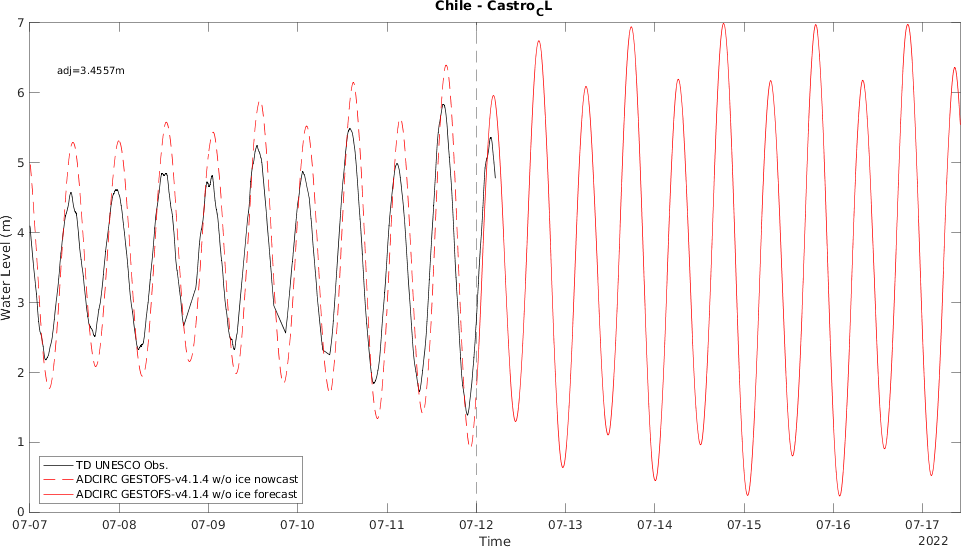 Chile - Castro_CL
adj=3.4557m
Water Level (m)
7
6
5
4
3
2
1
0
TD UNESCO Obs.
ADCIRC GESTOFS-v4.1.4 w/o ice nowcast
ADCIRC GESTOFS-v4.1.4 w/o ice forecast
07-07 07-08 07-09 07-10 07-11 07-12 07-13 07-14 07-15 07-16 07-17
Time
2022